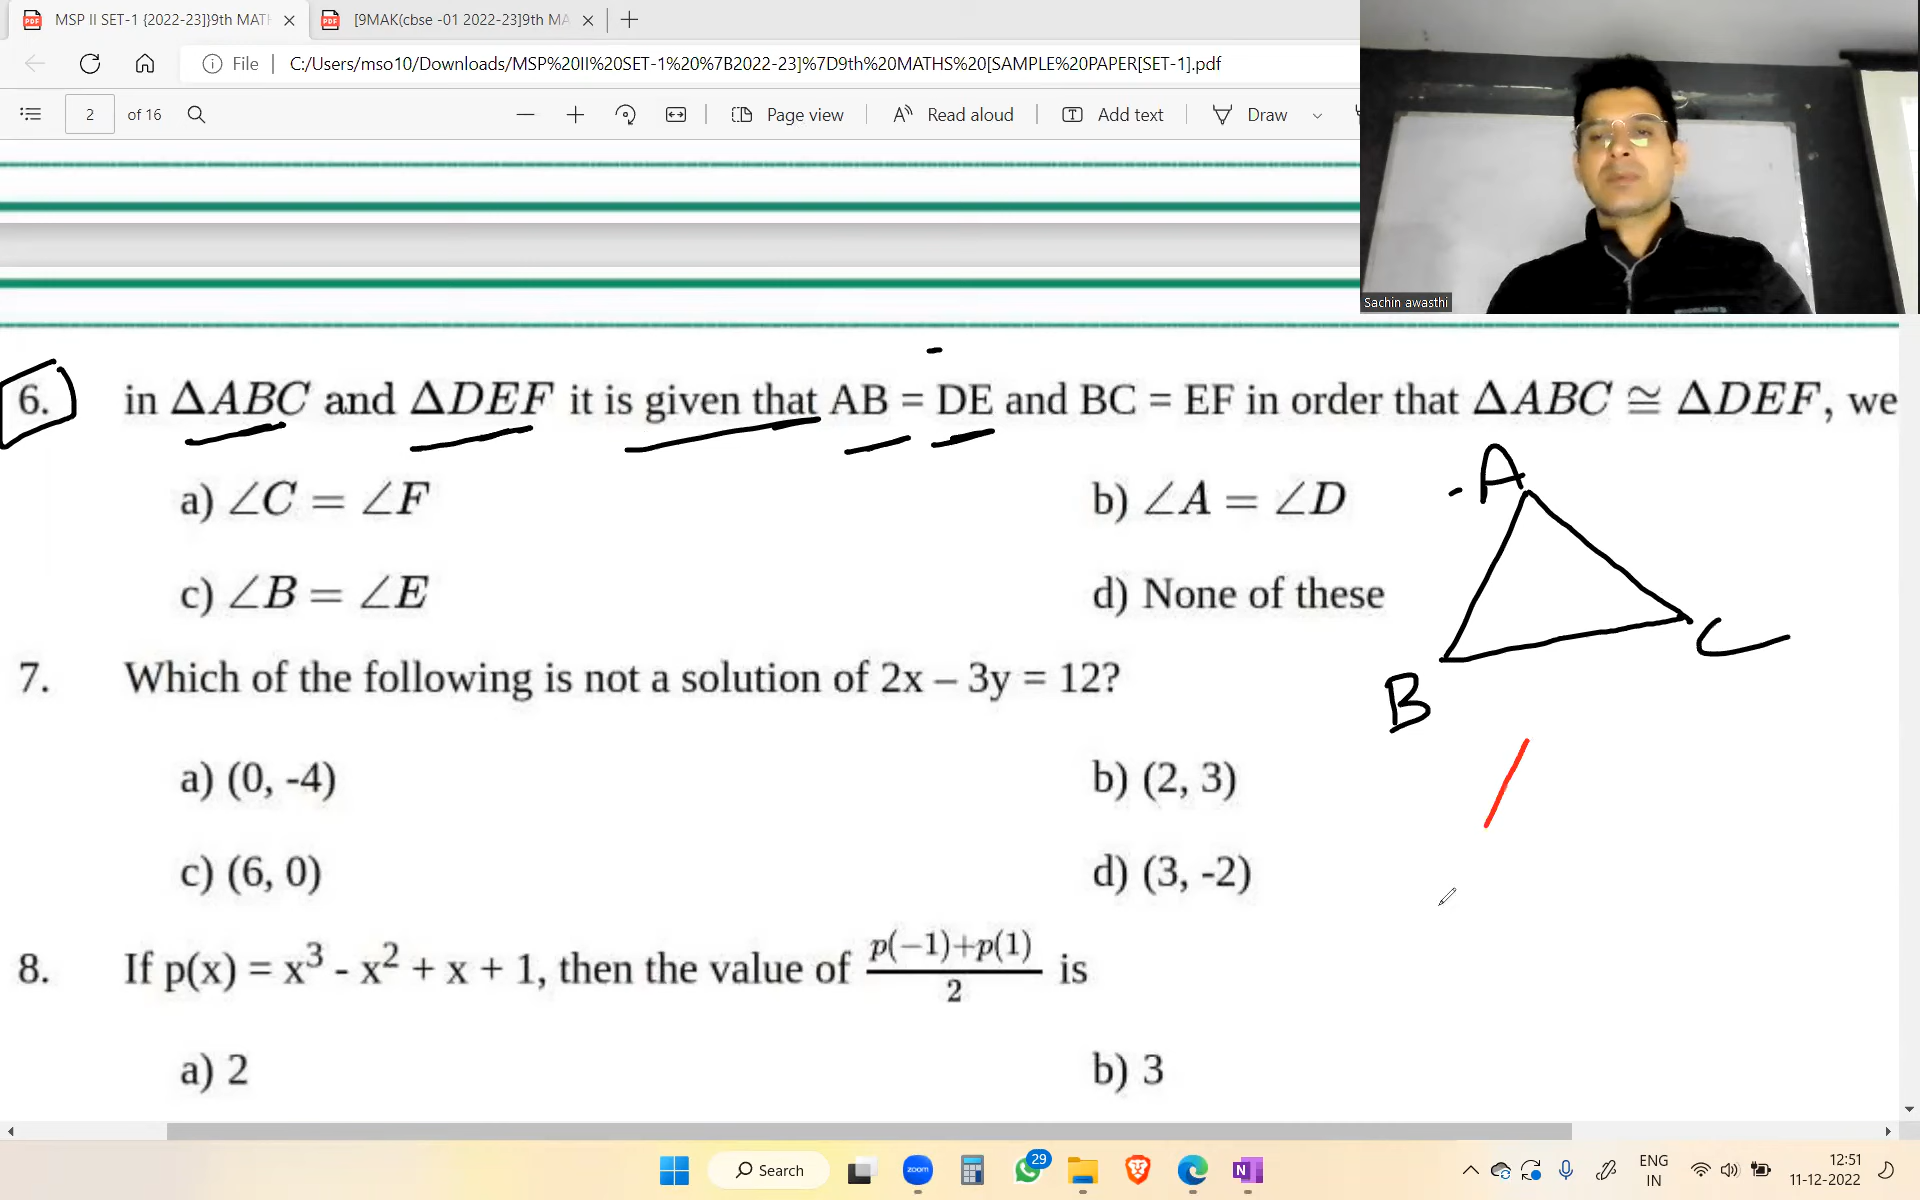 MSP II SET-1 {2022-23]}9th MATH
[9MAK(cbse -01 2022-23]9th MA
File
C:/Users/mso10/Downloads/MSP%20II%20SET-1%20%7B2022-23]%7D9th%20MATHS%20[SAMPLE%20PAPER[SET-1].pdf
2 of 16
Page view
Read aloud
Add text
Draw
Sachin awasthi
6. in ΔABC and ΔDEF it is given that AB = DE and BC = EF in order that ΔABC ≅ ΔDEF, we
a) ∠C = ∠F
b) ∠A = ∠D
c) ∠B = ∠E
d) None of these
A
B
C
7. Which of the following is not a solution of 2x – 3y = 12?
a) (0, -4)
b) (2, 3)
c) (6, 0)
d) (3, -2)
8. If p(x) = x³ - x² + x + 1, then the value of p(−1)+p(1)/2 is
a) 2
b) 3
Search
zoom
29
N
ENG
IN
12:51
11-12-2022